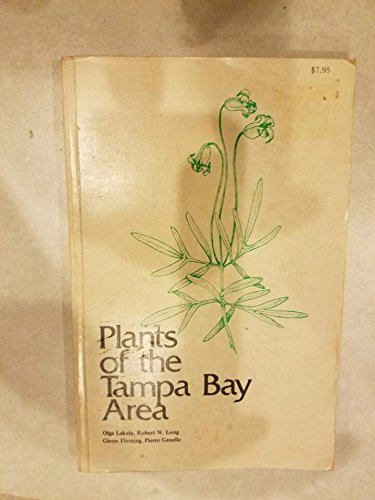 $7.95
Plants
of the
Tampa Bay
Area
Olga Lakela, Robert W. Long
Glenn Fleming, Pierre Genelle